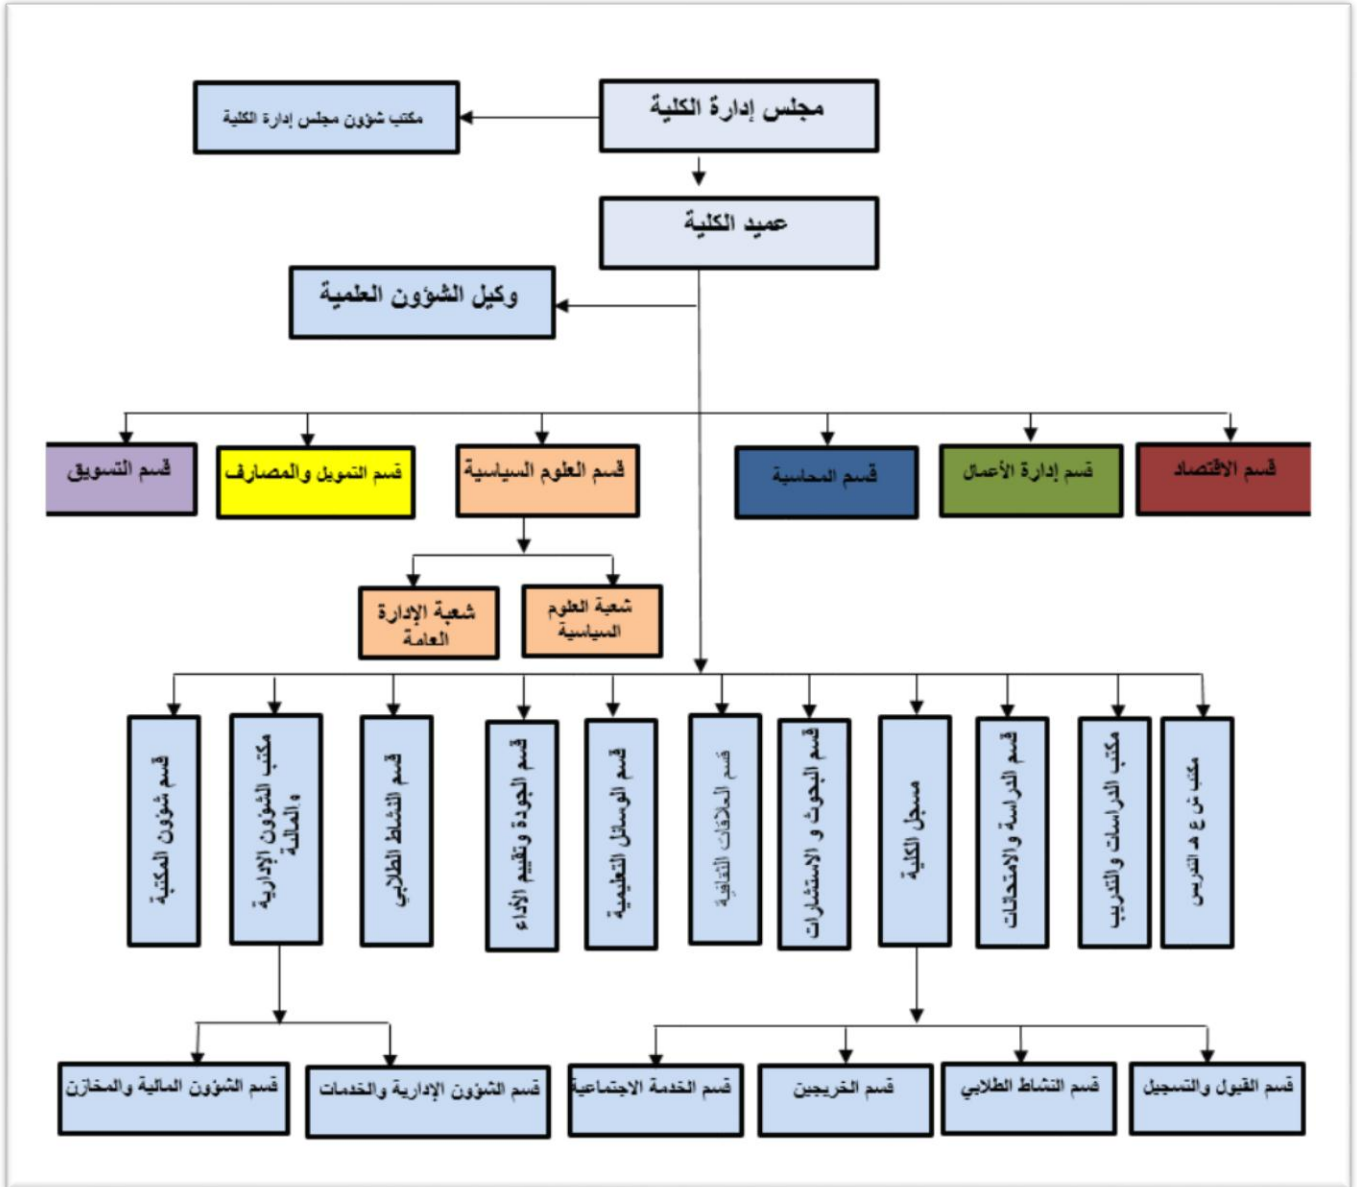 مجلس إدارة الكلية
مكتب شؤون مجلس إدارة الكلية
عميد الكلية
وكيل الشؤون العلمية
قسم الاقتصاد
قسم إدارة الأعمال
قسم المحاسبة
قسم العلوم السياسية
قسم التمويل والمصارف
قسم التسويق
شعبة العلوم
السياسية
شعبة الإدارة
العامة
مكتب ش ع هـ التدريس
مكتب الدراسات والتدريب
قسم الدراسة والامتحانات
مسجل الكلية
قسم البحوث و الاستشارات
قسم العلاقات الثقافية
قسم الوسائل التعليمية
قسم الجودة وتقييم الأداء
قسم النشاط الطلابي
مكتب الشؤون الإدارية
والمالية
قسم شؤون المكتبة
قسم القبول والتسجيل
قسم النشاط الطلابي
قسم الخريجين
قسم الخدمة الاجتماعية
قسم الشؤون الإدارية والخدمات
قسم الشؤون المالية والمخازن